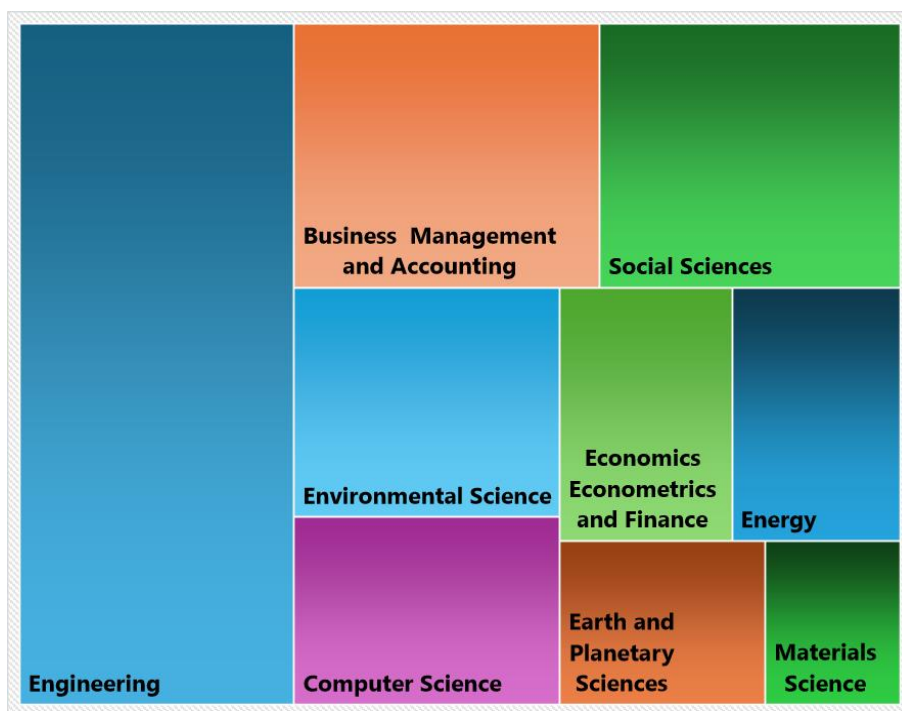 Business Management
and Accounting
Social Sciences
Environmental Science
Economics
Econometrics
and Finance
Energy
Engineering
Computer Science
Earth and
Planetary
Sciences
Materials
Science